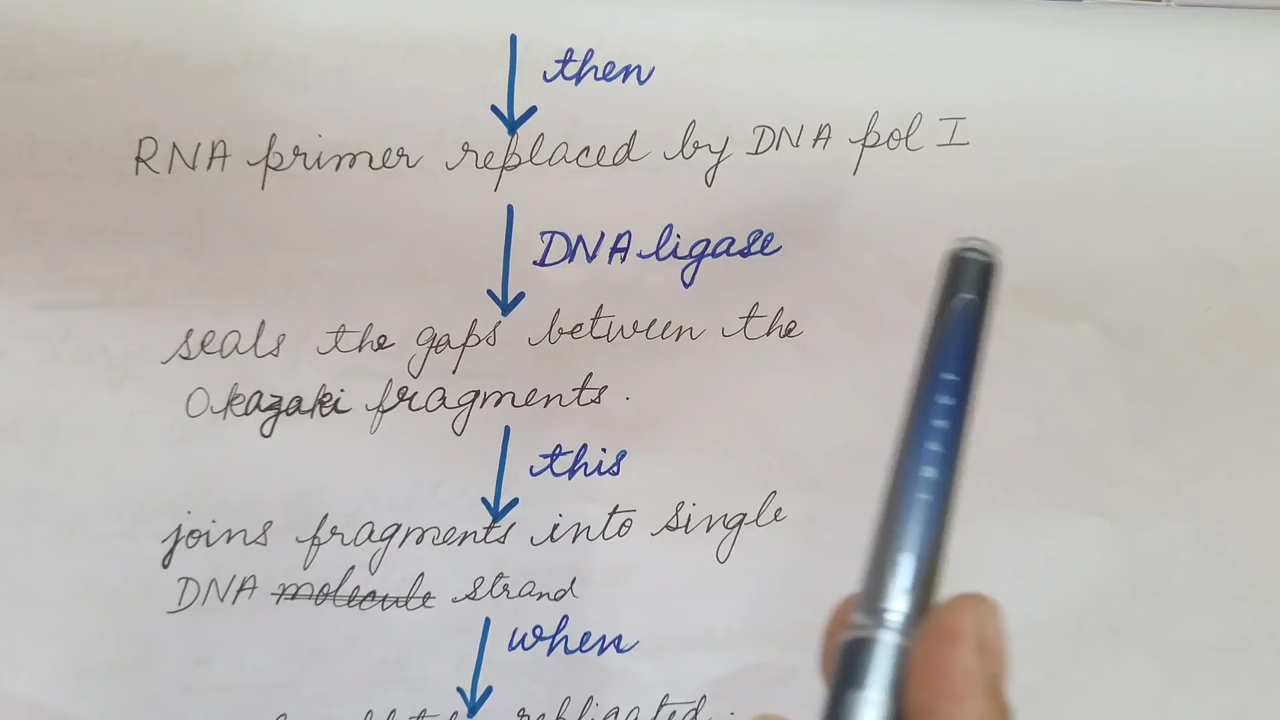 then
RNA primer replaced by DNA pol I
DNA ligase
seals the gaps between the
Okazaki fragments.
this
joins fragments into single
DNA molecule strand
when
replicated.